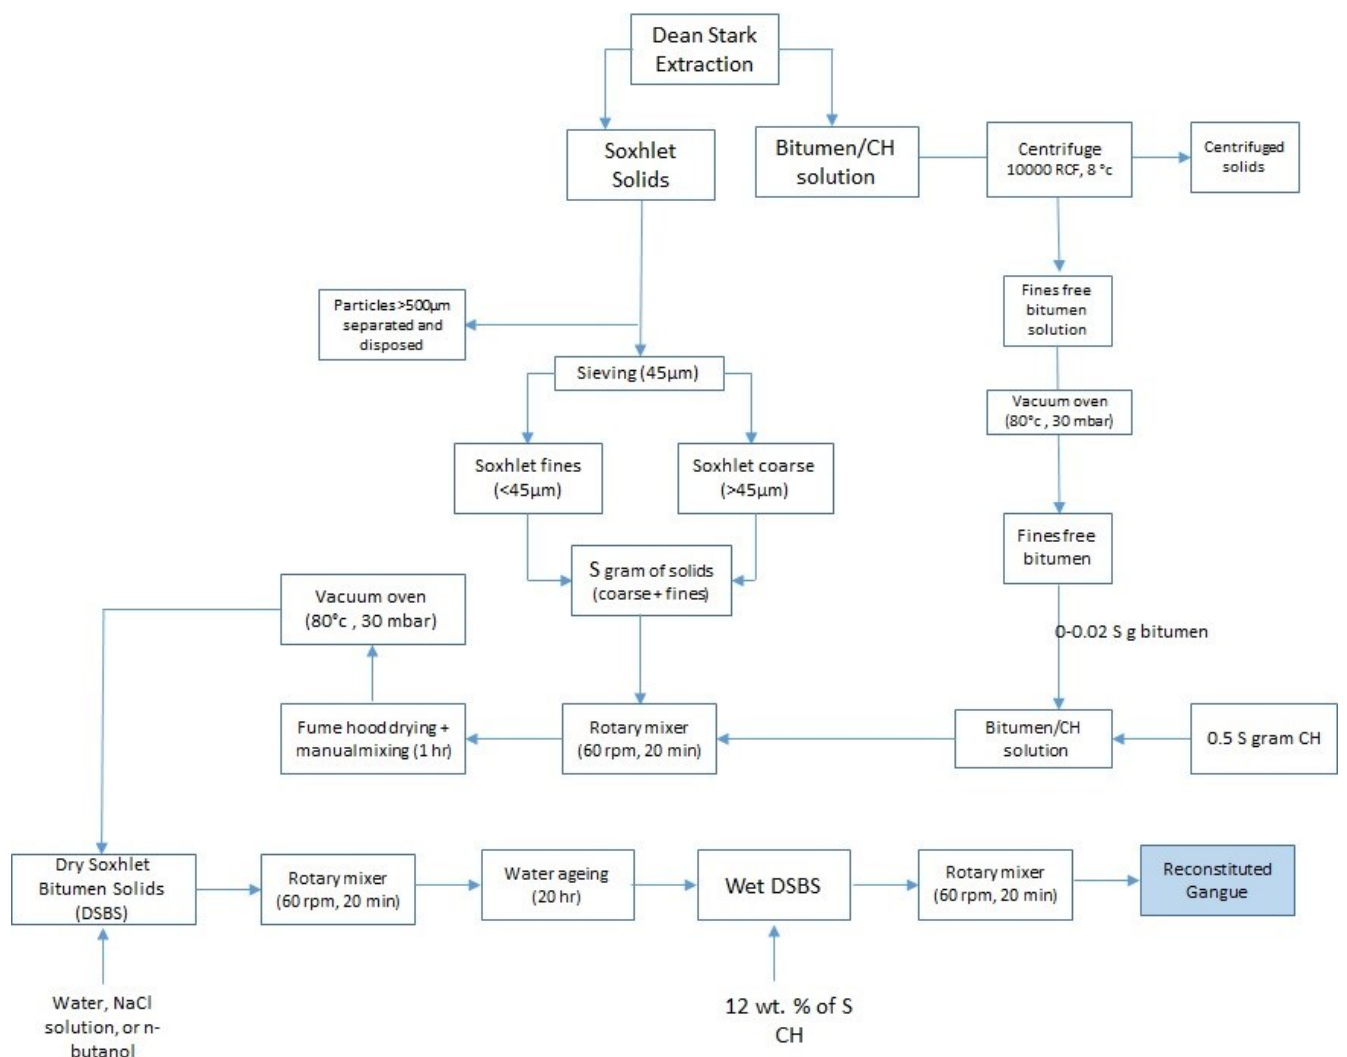 Dean Stark
Extraction
Soxhlet
Solids
Bitumen/CH
solution
Centrifuge
10000 RCF, 8 °c
Centrifuged
solids
Particles >500µm
separated and
disposed
Fines free
bitumen
solution
Sieving (45µm)
Vacuum oven
(80°c , 30 mbar)
Soxhlet fines
(<45µm)
Soxhlet coarse
(>45µm)
Fines free
bitumen
S gram of solids
(coarse + fines)
Vacuum oven
(80°c , 30 mbar)
0-0.02 S g bitumen
Fume hood drying +
manual mixing (1 hr)
Rotary mixer
(60 rpm, 20 min)
Bitumen/CH
solution
0.5 S gram CH
Dry Soxhlet
Bitumen Solids
(DSBS)
Rotary mixer
(60 rpm, 20 min)
Water ageing
(20 hr)
Wet DSBS
Rotary mixer
(60 rpm, 20 min)
Reconstituted
Gangue
Water, NaCl
solution, or n-
butanol
12 wt. % of S
CH